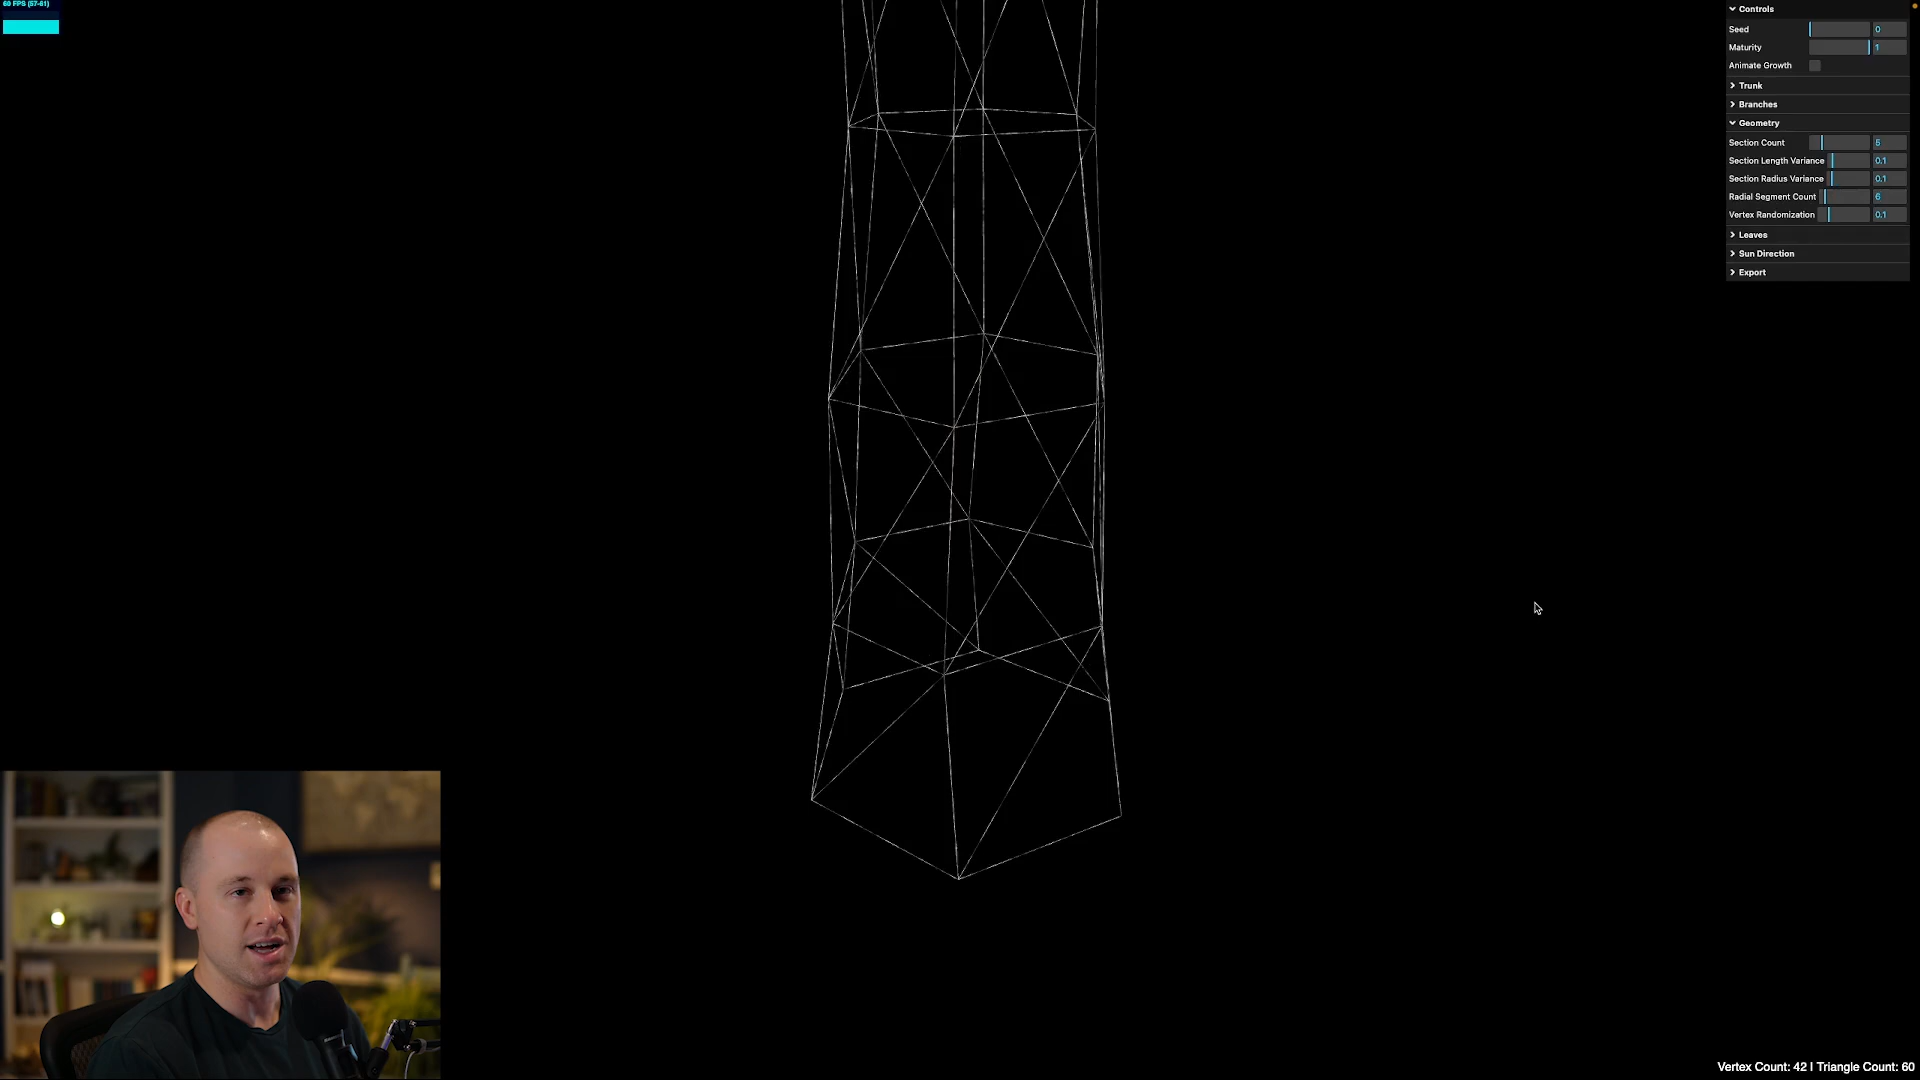 60 FPS (57-61)
Controls
Seed 0
Maturity 1
Animate Growth
Trunk
Branches
Geometry
Section Count 5
Section Length Variance 0.1
Section Radius Variance 0.1
Radial Segment Count 6
Vertex Randomization 0.1
Leaves
Sun Direction
Export
Vertex Count: 42 | Triangle Count: 60